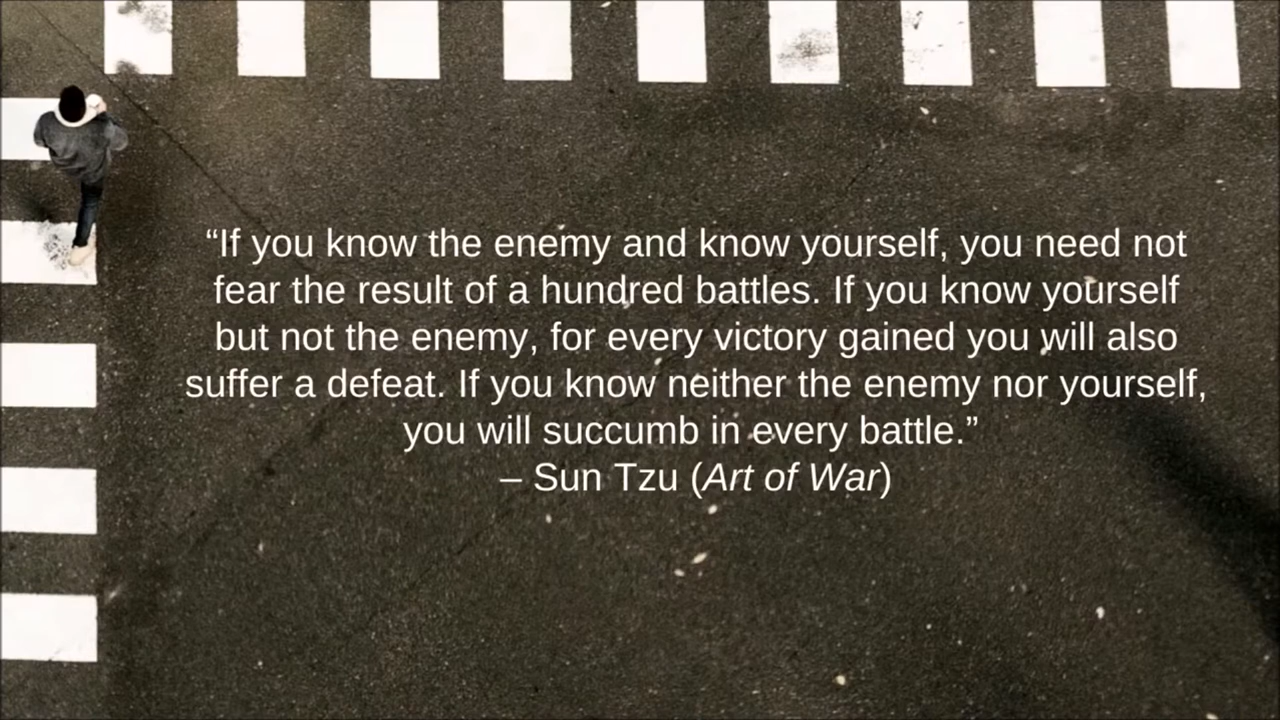 “If you know the enemy and know yourself, you need not
fear the result of a hundred battles. If you know yourself
but not the enemy, for every victory gained you will also
suffer a defeat. If you know neither the enemy nor yourself,
you will succumb in every battle.”
– Sun Tzu (Art of War)